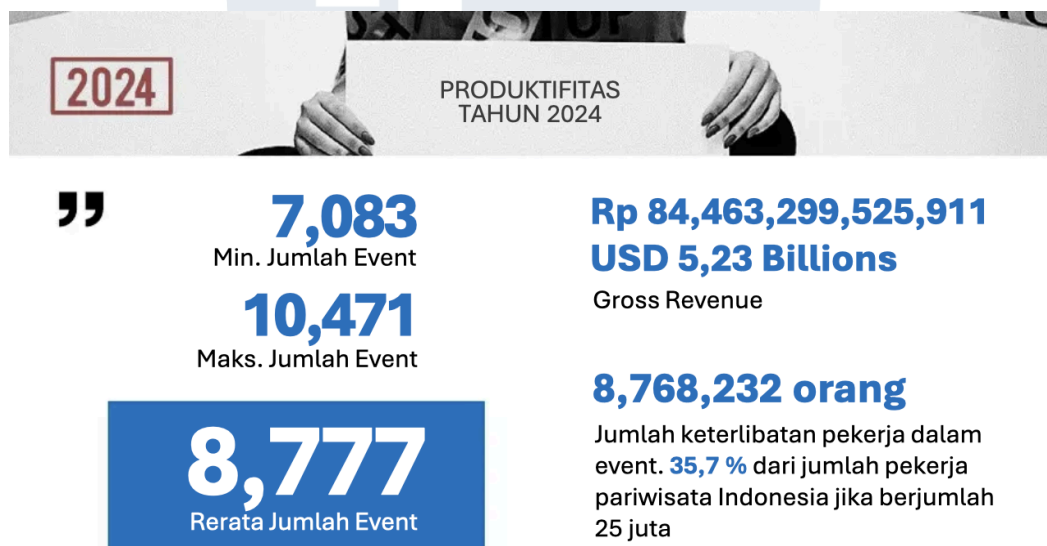 2024
PRODUKTIFITAS
TAHUN 2024
”
7,083
Min. Jumlah Event
10,471
Maks. Jumlah Event
8,777
Rerata Jumlah Event
Rp 84,463,299,525,911
USD 5,23 Billions
Gross Revenue
8,768,232 orang
Jumlah keterlibatan pekerja dalam
event. 35,7 % dari jumlah pekerja
pariwisata Indonesia jika berjumlah
25 juta